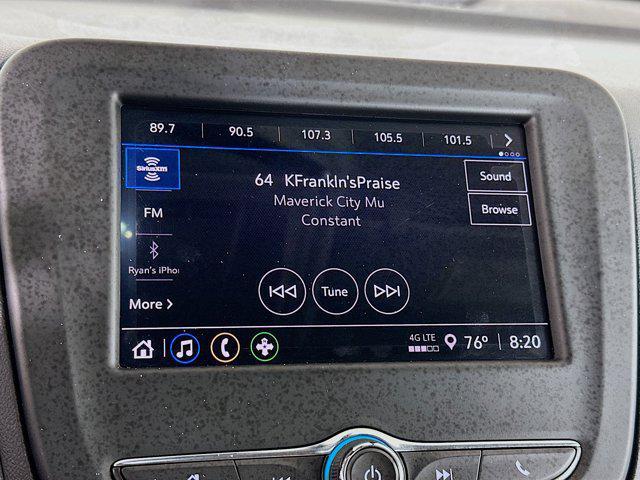 89.7 90.5 107.3 105.5 101.5
SiriusXM
64 KFrankln'sPraise
Sound
Maverick City Mu
Browse
FM
Constant
Ryan's iPho
Tune
More
4G LTE
76° 8:20